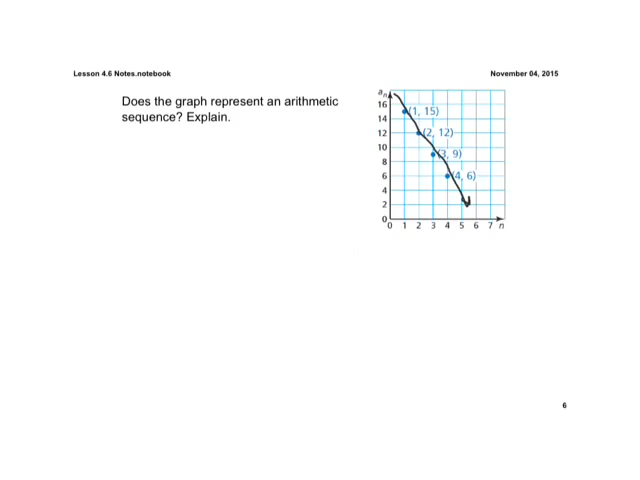 Lesson 4.6 Notes.notebook
November 04, 2015
Does the graph represent an arithmetic
sequence? Explain.
aₙ
16
14
12
10
8
6
4
2
0
(1, 15)
(2, 12)
(3, 9)
(4, 6)
0 1 2 3 4 5 6 7 n
6